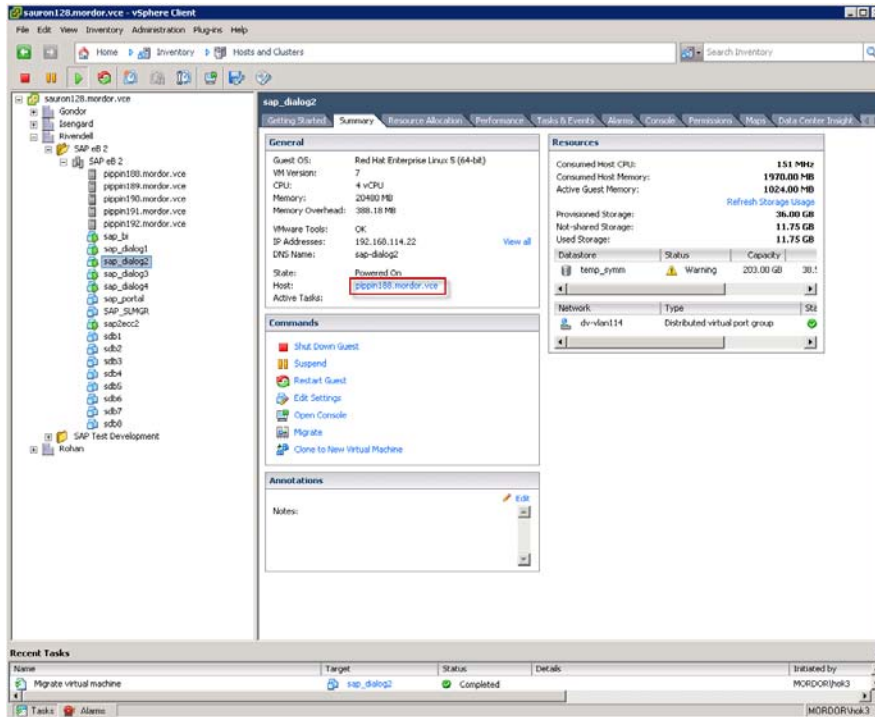 sauron128.mordor.vce - vSphere Client
File Edit View Inventory Administration Plug-ins Help
Home Inventory Hosts and Clusters
Search Inventory
sauron128.mordor.vce
Gondor
Isengard
Rivendell
SAP eB 2
SAP eB 2
pippin188.mordor.vce
pippin189.mordor.vce
pippin190.mordor.vce
pippin191.mordor.vce
pippin192.mordor.vce
sap_bi
sap_dialog1
sap_dialog2
sap_dialog3
sap_dialog4
sap_portal
SAP_SLMGR
sap2ecc2
sdb1
sdb2
sdb3
sdb4
sdb5
sdb6
sdb7
sdb8
SAP Test Development
Rohan
sap_dialog2
Getting Started Summary Resource Allocation Performance Tasks & Events Alarms Console Permissions Maps Data Center Insight
General
Guest OS: Red Hat Enterprise Linux 5 (64-bit)
VM Version: 7
CPU: 4 vCPU
Memory: 20480 MB
Memory Overhead: 388.18 MB
VMware Tools: OK
IP Addresses: 192.168.114.22 View all
DNS Name: sap-dialog2
State: Powered On
Host: pippin188.mordor.vce
Active Tasks:
Commands
Shut Down Guest
Suspend
Restart Guest
Edit Settings
Open Console
Migrate
Clone to New Virtual Machine
Annotations
Edit
Notes:
Resources
Consumed Host CPU: 151 MHz
Consumed Host Memory: 1970.00 MB
Active Guest Memory: 1024.00 MB
Refresh Storage Usage
Provisioned Storage: 36.00 GB
Not-shared Storage: 11.75 GB
Used Storage: 11.75 GB
Datastore Status Capacity
temp_symm Warning 203.00 GB
Network Type Sta
dv-vlan114 Distributed virtual port group
Recent Tasks
Name Target Status Details Initiated by
Migrate virtual machine sap_dialog2 Completed MORDOR\hok3
Tasks Alarms MORDOR\hok3